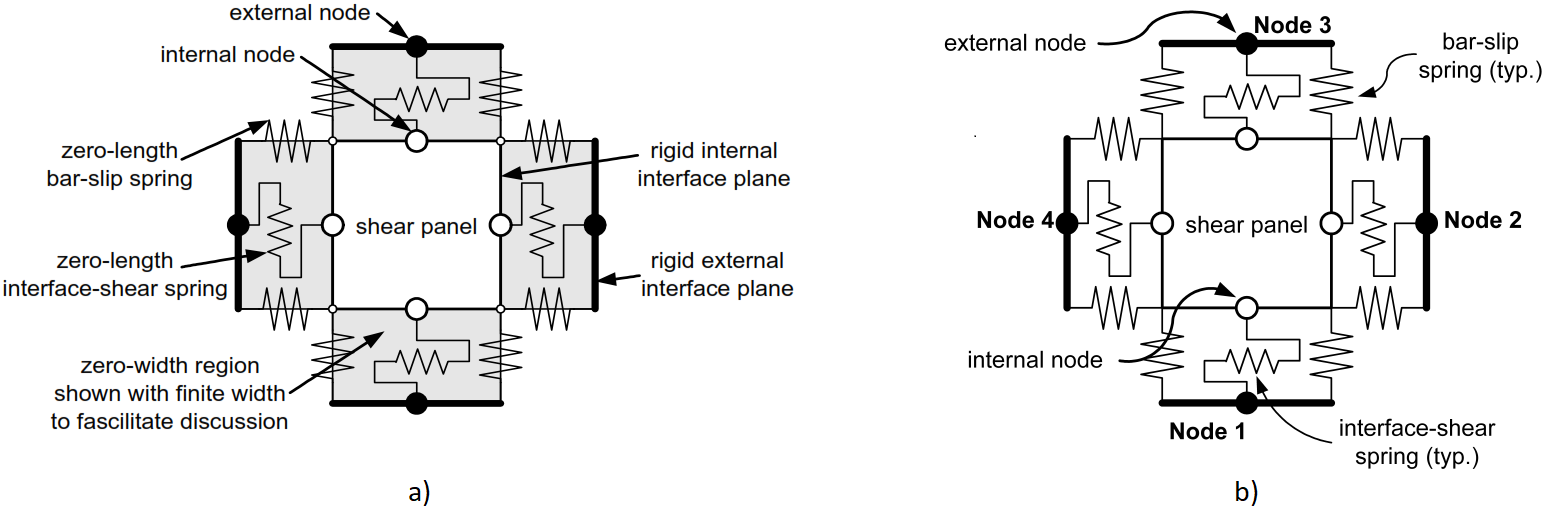 external node
internal node
zero-length
bar-slip spring
rigid internal
interface plane
shear panel
zero-length
interface-shear spring
rigid external
interface plane
zero-width region
shown with finite width
to fascilitate discussion
a)
Node 3
external node
bar-slip
spring (typ.)
Node 4
shear panel
Node 2
internal node
Node 1
interface-shear
spring (typ.)
b)